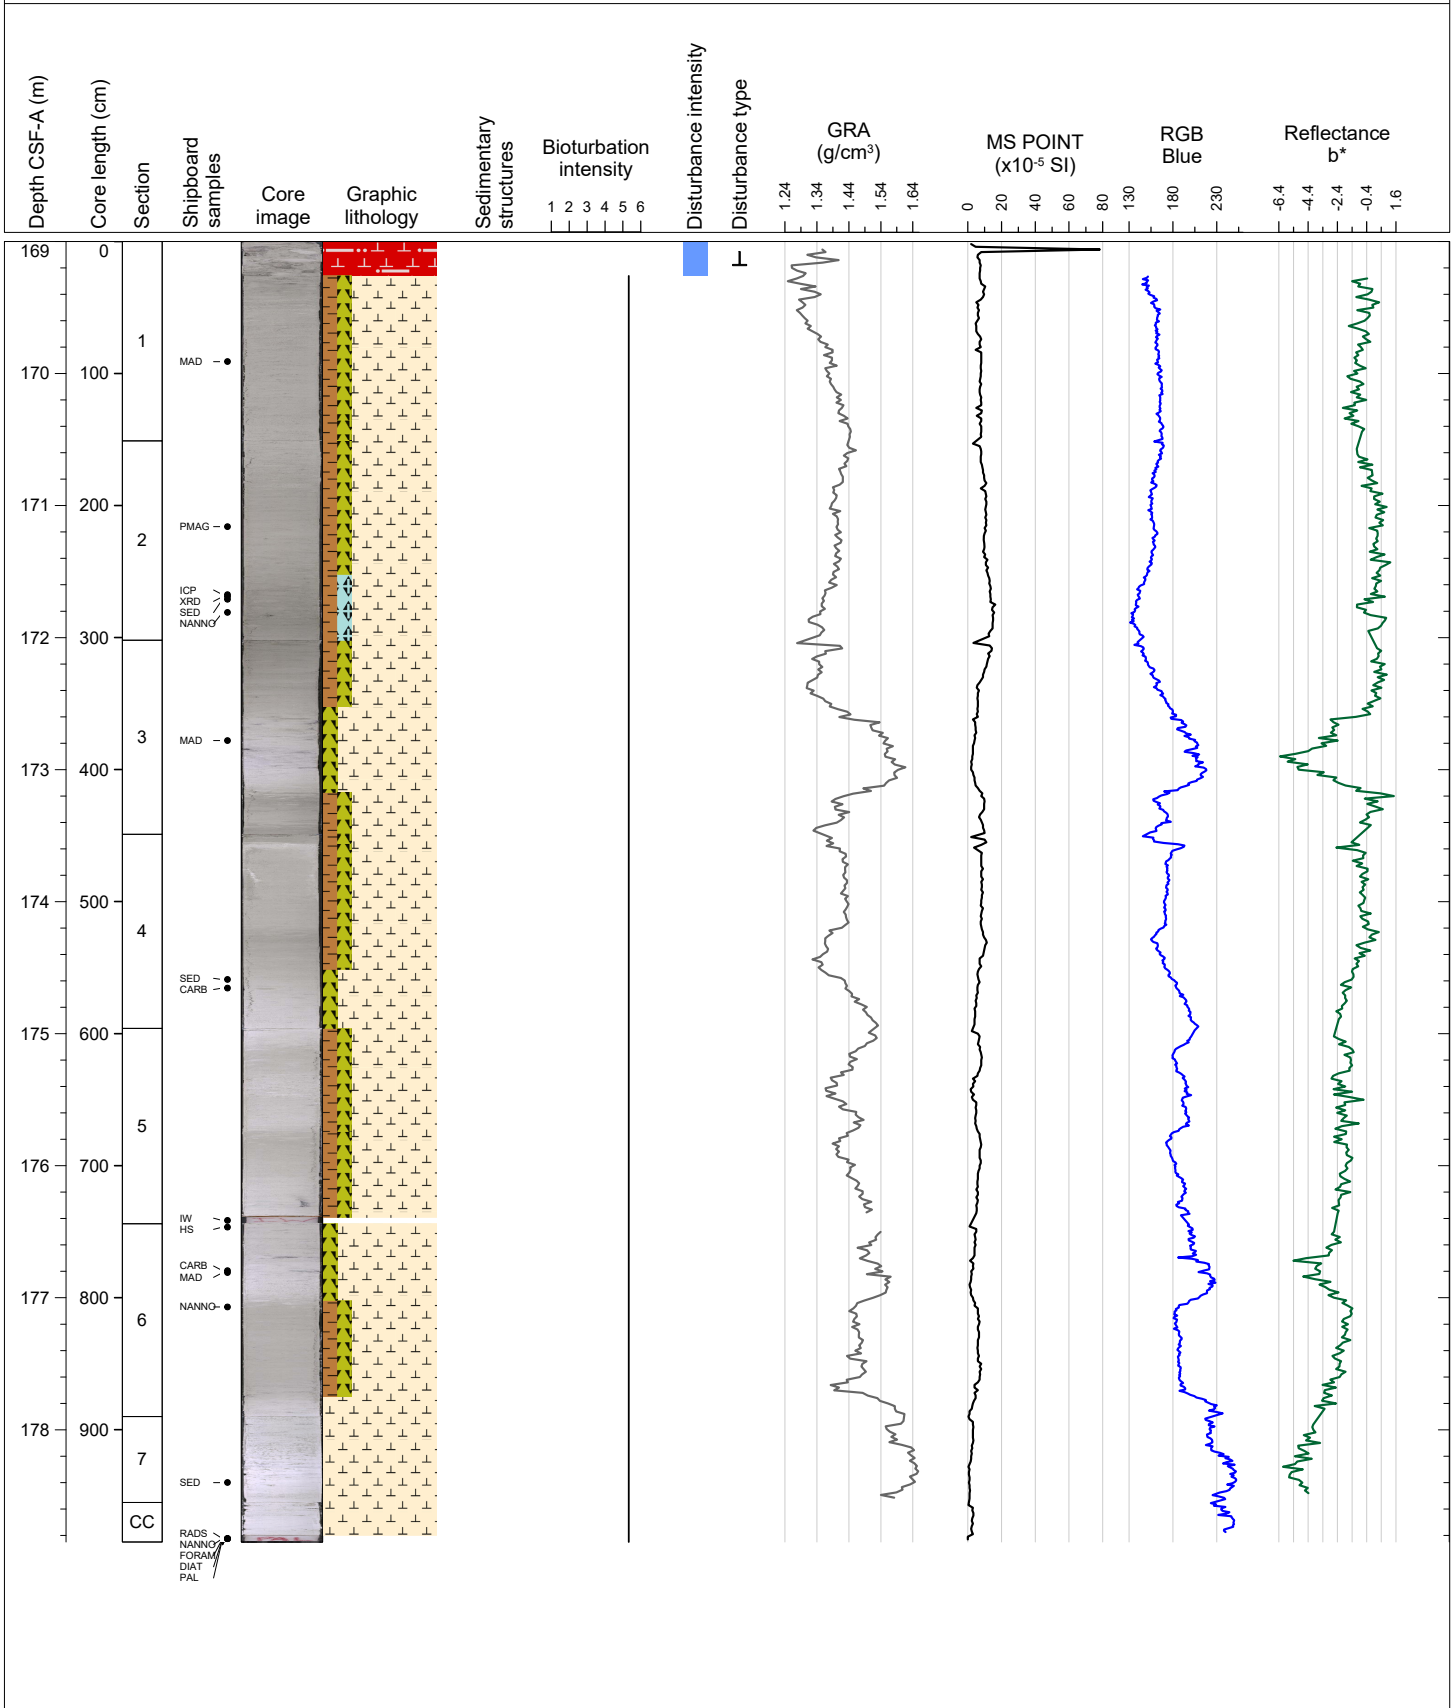 Depth CSF-A (m)
Core length (cm)
Section
Shipboard
samples
Core
image
Graphic
lithology
Sedimentary
structures
Bioturbation
intensity
1 2 3 4 5 6
Disturbance intensity
Disturbance type
GRA
(g/cm³)
1.24 1.34 1.44 1.54 1.64
MS POINT
(x10⁻⁵ SI)
0 20 40 60 80
RGB
Blue
130 180 230
Reflectance
b*
-6.4 -4.4 -2.4 -0.4 1.6
169 0
1
MAD
170 100
171 200
PMAG
2
ICP
XRD
SED
NANNO
172 300
3
MAD
173 400
174 500
4
SED
CARB
175 600
5
176 700
IW
HS
CARB
MAD
177 800
NANNO
6
178 900
7
SED
CC
RADS
NANNO
FORAM
DIAT
PAL